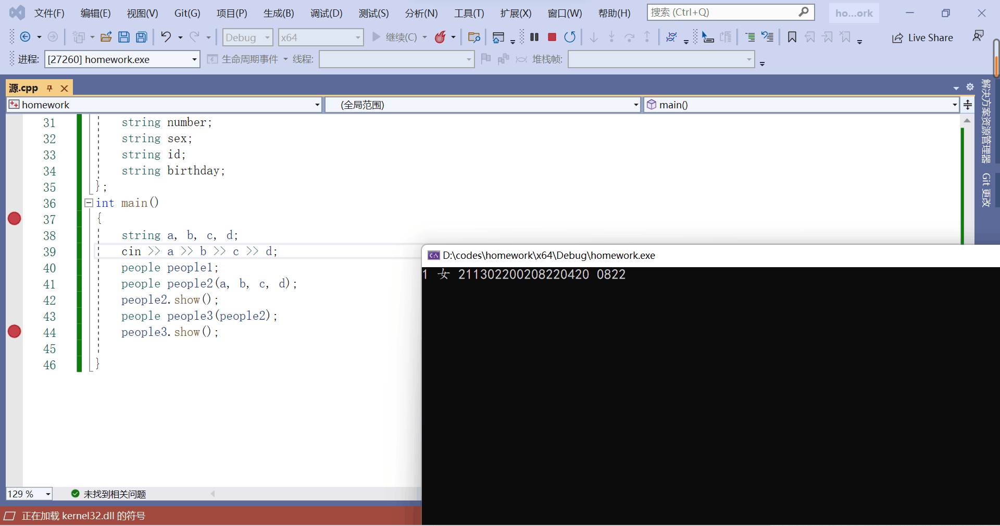 文件(F) 编辑(E) 视图(V) Git(G) 项目(P) 生成(B) 调试(D) 测试(S) 分析(N) 工具(T) 扩展(X) 窗口(W) 帮助(H) 搜索 (Ctrl+Q) ho...ork
Debug x64 继续(C) Live Share
进程: [27260] homework.exe 生命周期事件 线程: 堆栈帧:
源.cpp
homework (全局范围) main()
解决方案资源管理器
Git 更改
31 string number;
32 string sex;
33 string id;
34 string birthday;
35 };
36 int main()
37 {
38 string a, b, c, d;
39 cin >> a >> b >> c >> d;
40 people people1;
41 people people2(a, b, c, d);
42 people2.show();
43 people people3(people2);
44 people3.show();
45
46 }
D:\codes\homework\x64\Debug\homework.exe
1 女 211302200208220420 0822
129 % 未找到相关问题
正在加载 kernel32.dll 的符号